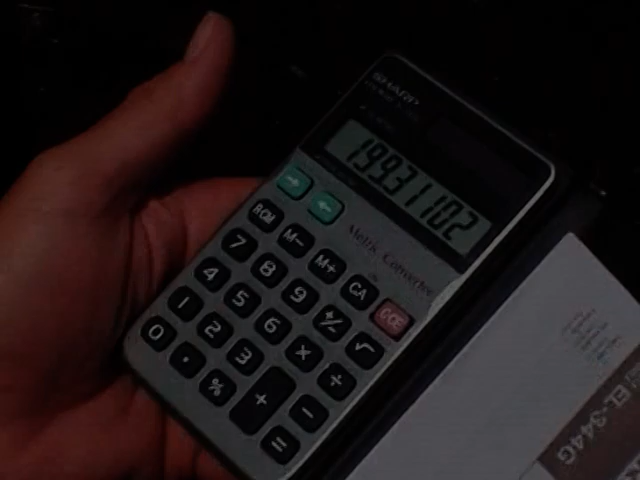 SHARP
19931102
Metric Converter
RCM M- M+ CA C·CE
7 8 9 +/- √
4 5 6 × ÷
1 2 3 + -
0 . % =
EL-344G